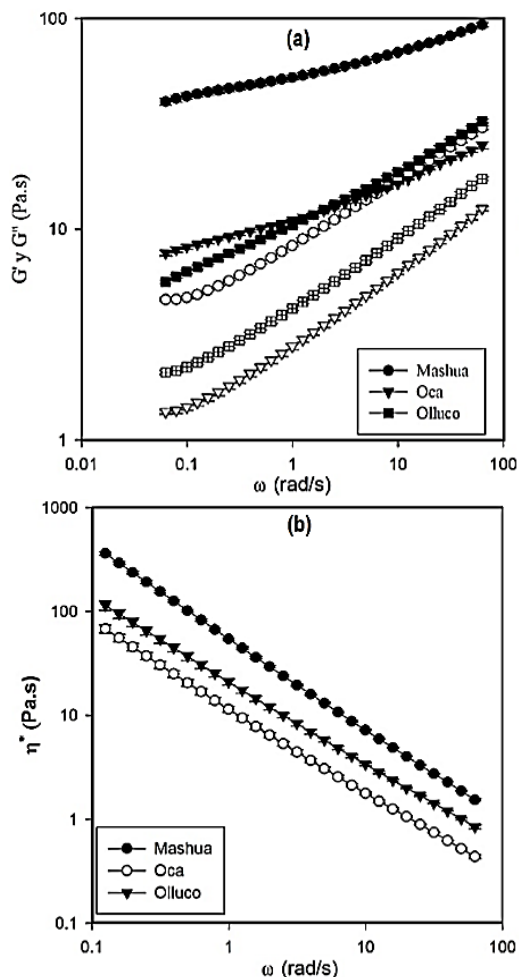 (a)
100
10
1
G' y G'' (Pa.s)
Mashua
Oca
Olluco
0.01 0.1 1 10 100
ω (rad/s)
(b)
1000
100
10
1
0.1
η* (Pa.s)
Mashua
Oca
Olluco
0.1 1 10 100
ω (rad/s)